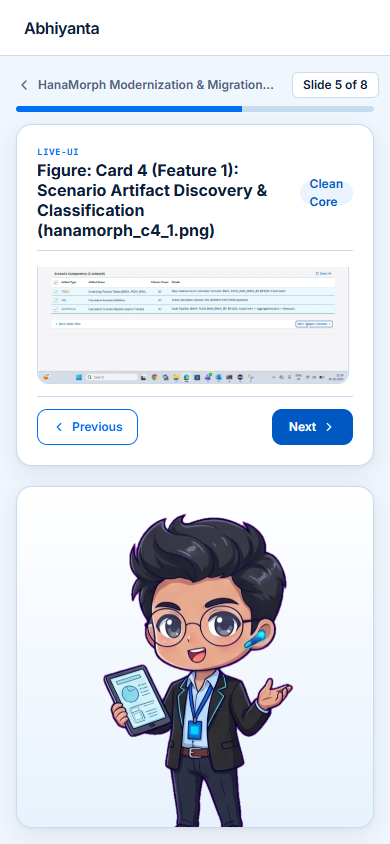 Abhiyanta
HanaMorph Modernization & Migration...
Slide 5 of 8
LIVE-UI
Figure: Card 4 (Feature 1):
Scenario Artifact Discovery &
Classification
(hanamorph_c4_1.png)
Clean
Core
Previous
Next